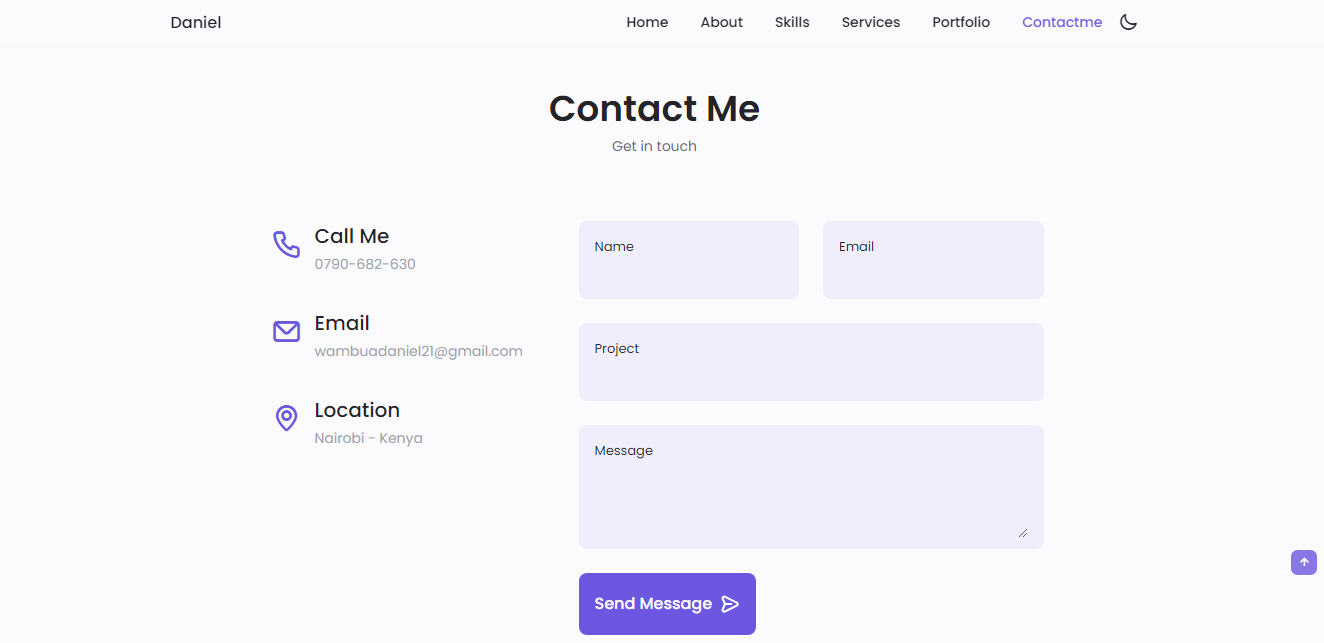 Daniel
Home About Skills Services Portfolio Contactme
Contact Me
Get in touch
Call Me
0790-682-630
Email
wambuadaniel21@gmail.com
Location
Nairobi - Kenya
Name
Email
Project
Message
Send Message